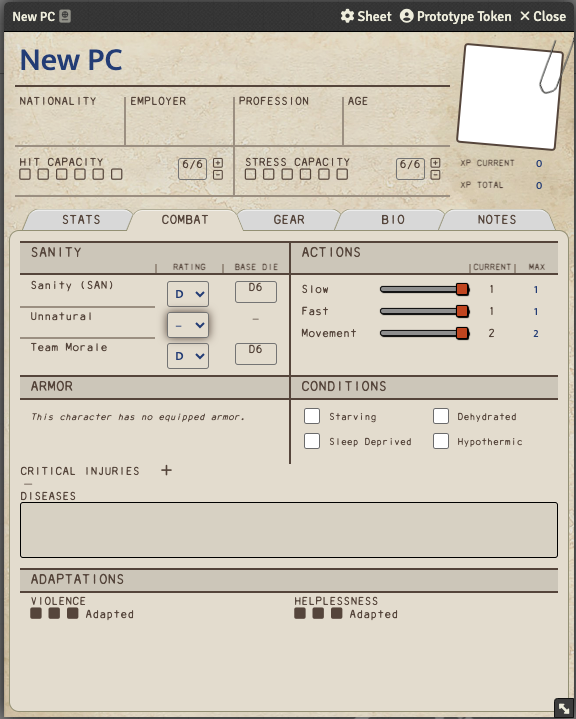 New PC Sheet Prototype Token Close
New PC
NATIONALITY EMPLOYER PROFESSION AGE
HIT CAPACITY 6/6 + − STRESS CAPACITY 6/6 + −
XP CURRENT 0
XP TOTAL 0
STATS COMBAT GEAR BIO NOTES
SANITY
RATING BASE DIE
Sanity (SAN) D D6
Unnatural – –
Team Morale D D6
ACTIONS
CURRENT MAX
Slow 1 1
Fast 1 1
Movement 2 2
ARMOR
This character has no equipped armor.
CONDITIONS
Starving Dehydrated
Sleep Deprived Hypothermic
CRITICAL INJURIES +
–
DISEASES
ADAPTATIONS
VIOLENCE HELPLESSNESS
Adapted Adapted